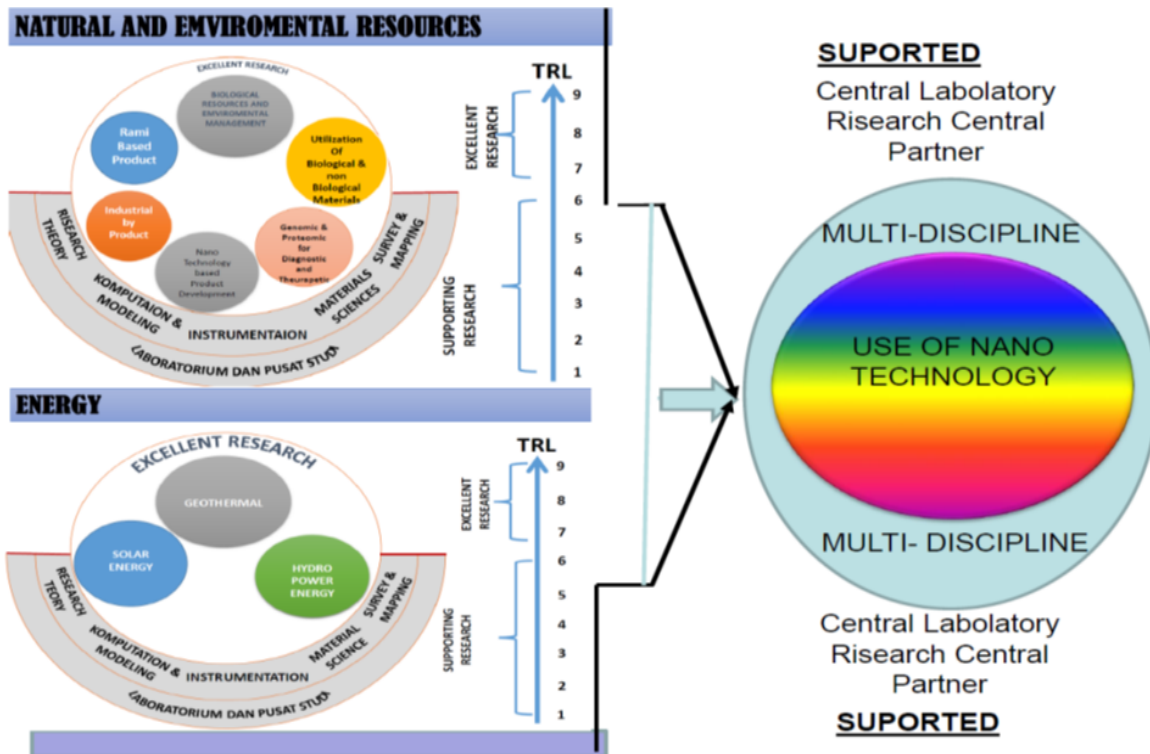 NATURAL AND EMVIROMENTAL RESOURCES
EXCELLENT RESEARCH
BIOLOGICAL
RESOURCES AND
ENVIROMENTAL
MANAGEMENT
Rami
Based
Product
Utilization
Of
Biological &
non
Biological
Materials
Industrial
by
Product
Genomic &
Proteomic for
Diagnostic
and
Theurapetic
Nano
Technology
based
Product
Development
RISEARCH
THEORY
KOMPUTAION &
MODELING
INSTRUMENTAION
MATERIALS
SCIENCES
SURVEY &
MAPPING
LABORATORIUM DAN PUSAT STUDI
TRL
EXCELLENT
RESEARCH
SUPPORTING
RESEARCH
9
8
7
6
5
4
3
2
1
ENERGY
EXCELLENT RESEARCH
GEOTHERMAL
SOLAR
ENERGY
HYDRO
POWER
ENERGY
RESEARCH
TEORY
KOMPUTATION &
MODELING
INSTRUMENTATION
MATERIAL
SCIENCE
SURVEY &
MAPPING
LABORATORIUM DAN PUSAT STUDI
TRL
EXCELLENT
RESEARCH
SUPPORTING
RESEARCH
9
8
7
6
5
4
3
2
1
SUPORTED
Central Labolatory
Risearch Central
Partner
MULTI-DISCIPLINE
USE OF NANO
TECHNOLOGY
MULTI- DISCIPLINE
Central Labolatory
Risearch Central
Partner
SUPORTED